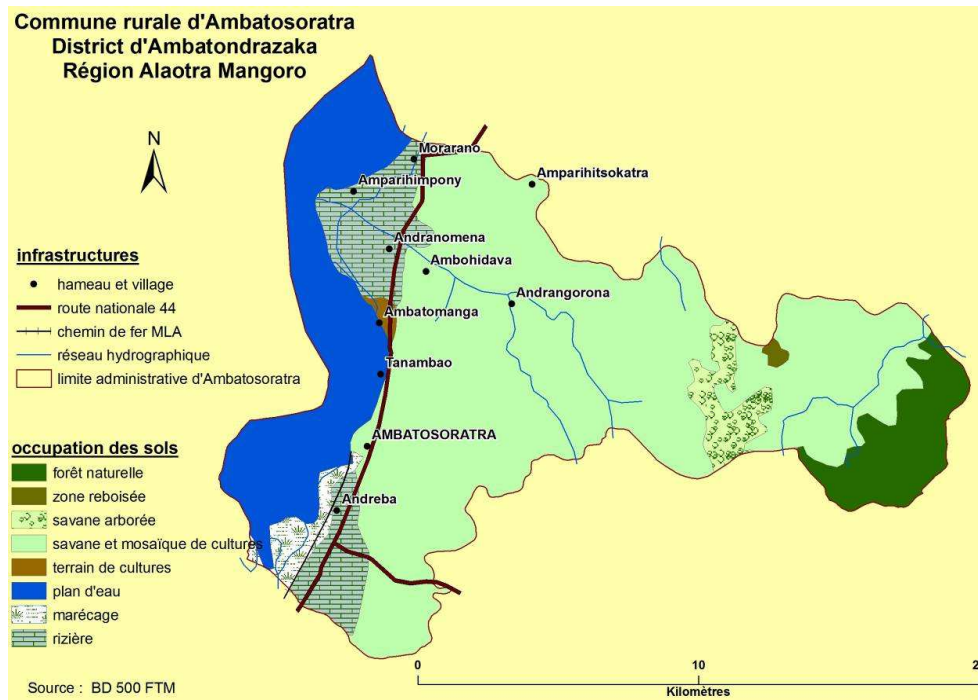 Commune rurale d'Ambatosoratra
District d'Ambatondrazaka
Région Alaotra Mangoro
N
Morarano
Amparihimpony
Amparihitsokatra
Andranomena
Ambohidava
Andrangorona
Ambatomanga
Tanambao
AMBATOSORATRA
Andreba
infrastructures
hameau et village
route nationale 44
chemin de fer MLA
réseau hydrographique
limite administrative d'Ambatosoratra
occupation des sols
forêt naturelle
zone reboisée
savane arborée
savane et mosaïque de cultures
terrain de cultures
plan d'eau
marécage
rizière
0 10 2
Kilomètres
Source : BD 500 FTM